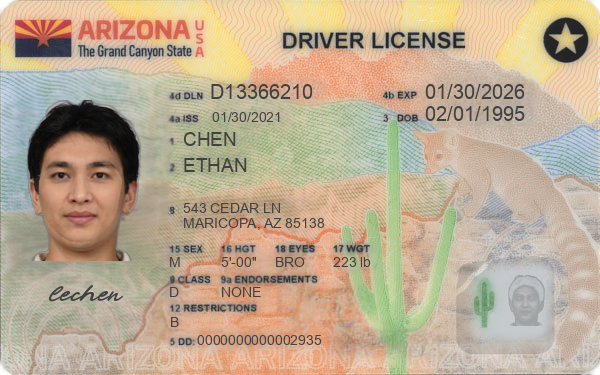 ARIZONA USA
The Grand Canyon State
DRIVER LICENSE
4d DLN D13366210 4b EXP 01/30/2026
4a ISS 01/30/2021 3 DOB 02/01/1995
1 CHEN
2 ETHAN
8 543 CEDAR LN
MARICOPA, AZ 85138
15 SEX 16 HGT 18 EYES 17 WGT
M 5'-00" BRO 223 lb
9 CLASS 9a ENDORSEMENTS
D NONE
12 RESTRICTIONS
B
5 DD: 0000000000002935
eechen
ARIZONA ARIZONA ARIZONA ARIZONA